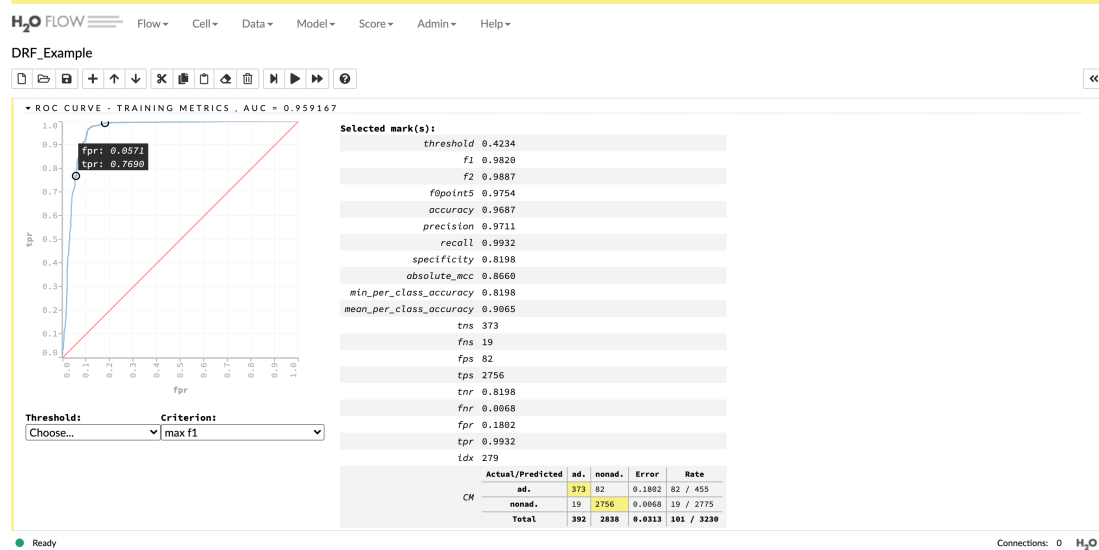 H2O FLOW Flow Cell Data Model Score Admin Help
DRF_Example
ROC CURVE - TRAINING METRICS , AUC = 0.959167
1.0
0.9
0.8
0.7
0.6
0.5
0.4
0.3
0.2
0.1
0.0
tpr
fpr: 0.0571
tpr: 0.7690
0.0 0.1 0.2 0.3 0.4 0.5 0.6 0.7 0.8 0.9 1.0
fpr
Threshold: Criterion:
Choose... max f1
Selected mark(s):
threshold 0.4234
f1 0.9820
f2 0.9887
f0point5 0.9754
accuracy 0.9687
precision 0.9711
recall 0.9932
specificity 0.8198
absolute_mcc 0.8660
min_per_class_accuracy 0.8198
mean_per_class_accuracy 0.9065
tns 373
fns 19
fps 82
tps 2756
tnr 0.8198
fnr 0.0068
fpr 0.1802
tpr 0.9932
idx 279
CM
Actual/Predicted ad. nonad. Error Rate
ad. 373 82 0.1802 82 / 455
nonad. 19 2756 0.0068 19 / 2775
Total 392 2838 0.0313 101 / 3230
Ready Connections: 0 H2O